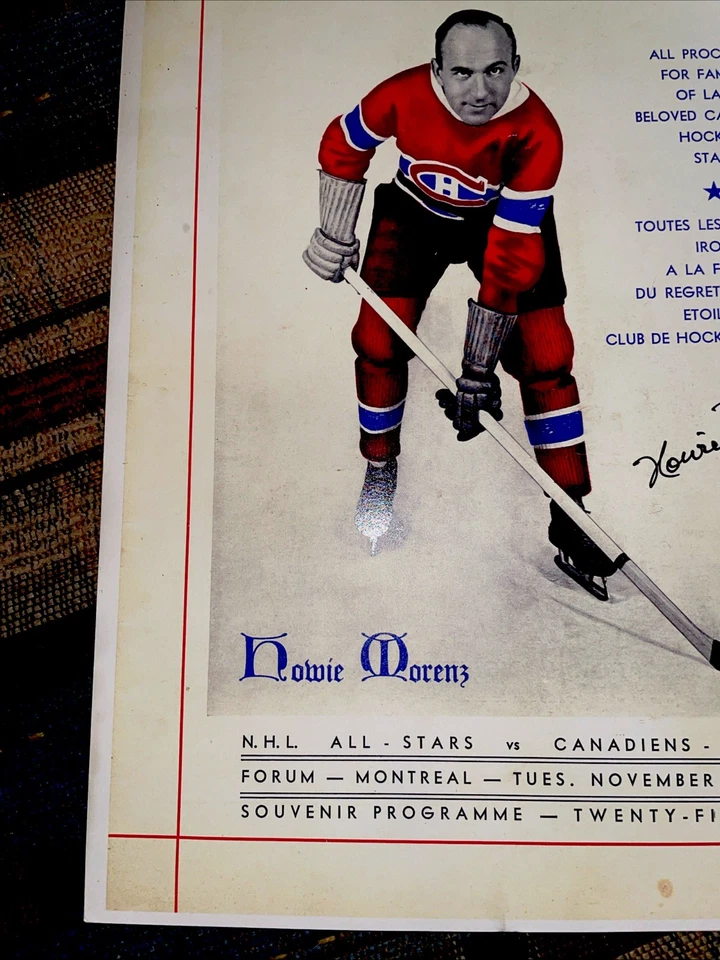 ALL PROC
FOR FAM
OF LA
BELOVED CA
HOCK
STA
TOUTES LES
IRO
A LA F
DU REGRET
ETOIL
CLUB DE HOCK
Howie
Howie Morenz
N. H. L. ALL - STARS vs CANADIENS -
FORUM — MONTREAL — TUES. NOVEMBER
SOUVENIR PROGRAMME — TWENTY-FI